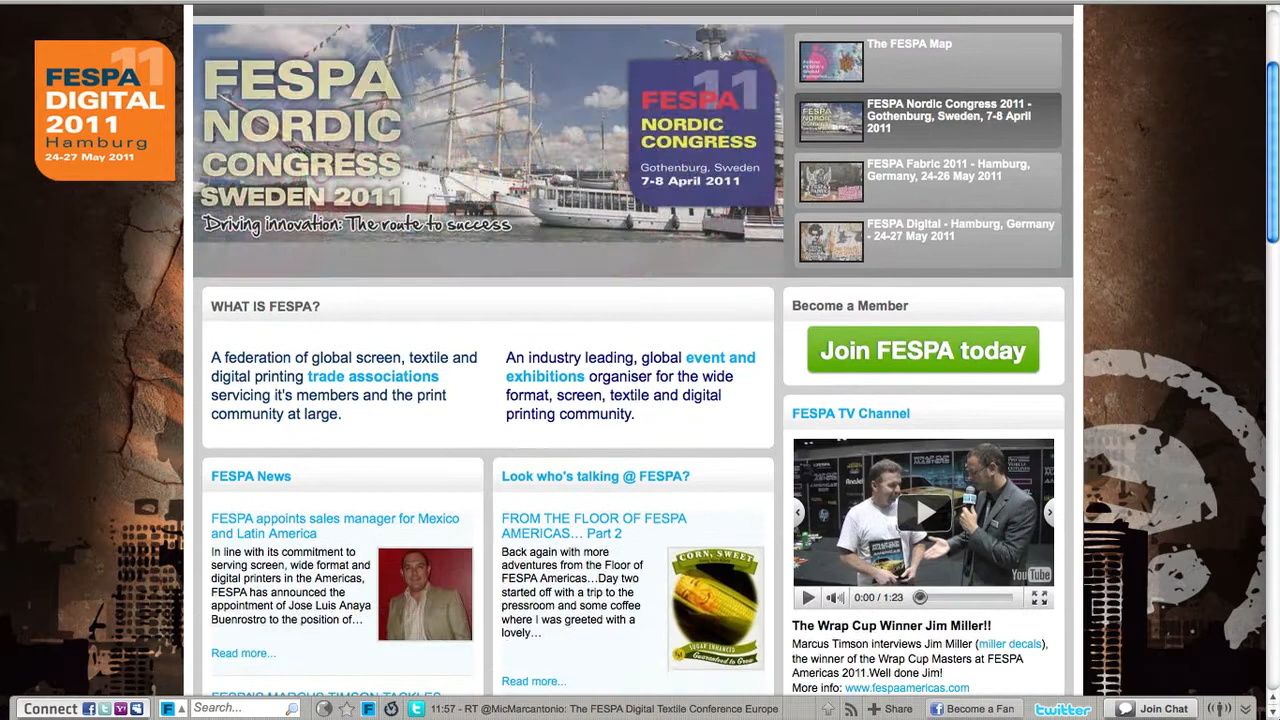 FESPA 11
DIGITAL
2011
Hamburg
24-27 May 2011
FESPA
NORDIC
CONGRESS
SWEDEN 2011
Driving innovation: The route to success
11
FESPA
NORDIC
CONGRESS
Gothenburg, Sweden
7-8 April 2011
The FESPA Map
FESPA Nordic Congress 2011 -
Gothenburg, Sweden, 7-8 April
2011
FESPA Fabric 2011 - Hamburg,
Germany, 24-26 May 2011
FESPA Digital - Hamburg, Germany
- 24-27 May 2011
WHAT IS FESPA?
A federation of global screen, textile and
digital printing trade associations
servicing it's members and the print
community at large.
An industry leading, global event and
exhibitions organiser for the wide
format, screen, textile and digital
printing community.
Become a Member
Join FESPA today
FESPA TV Channel
YouTube
0:00 / 1:23
The Wrap Cup Winner Jim Miller!!
Marcus Timson interviews Jim Miller (miller decals),
the winner of the Wrap Cup Masters at FESPA
Americas 2011.Well done Jim!
More info: www.fespaamericas.com
FESPA News
FESPA appoints sales manager for Mexico
and Latin America
In line with its commitment to
serving screen, wide format and
digital printers in the Americas,
FESPA has announced the
appointment of Jose Luis Anaya
Buenrostro to the position of…
Read more...
FESPA'S MARCUS TIMSON TACKLES
Look who's talking @ FESPA?
FROM THE FLOOR OF FESPA
AMERICAS… Part 2
Back again with more
adventures from the Floor of
FESPA Americas…Day two
started off with a trip to the
pressroom and some coffee
where I was greeted with a
lovely…
CORN, SWEET
SUGAR ENHANCED
Guaranteed to Grow
Read more...
Connect
Search...
11:57 - RT @MicMarcantonio: The FESPA Digital Textile Conference Europe
Share
Become a Fan
twitter
Join Chat